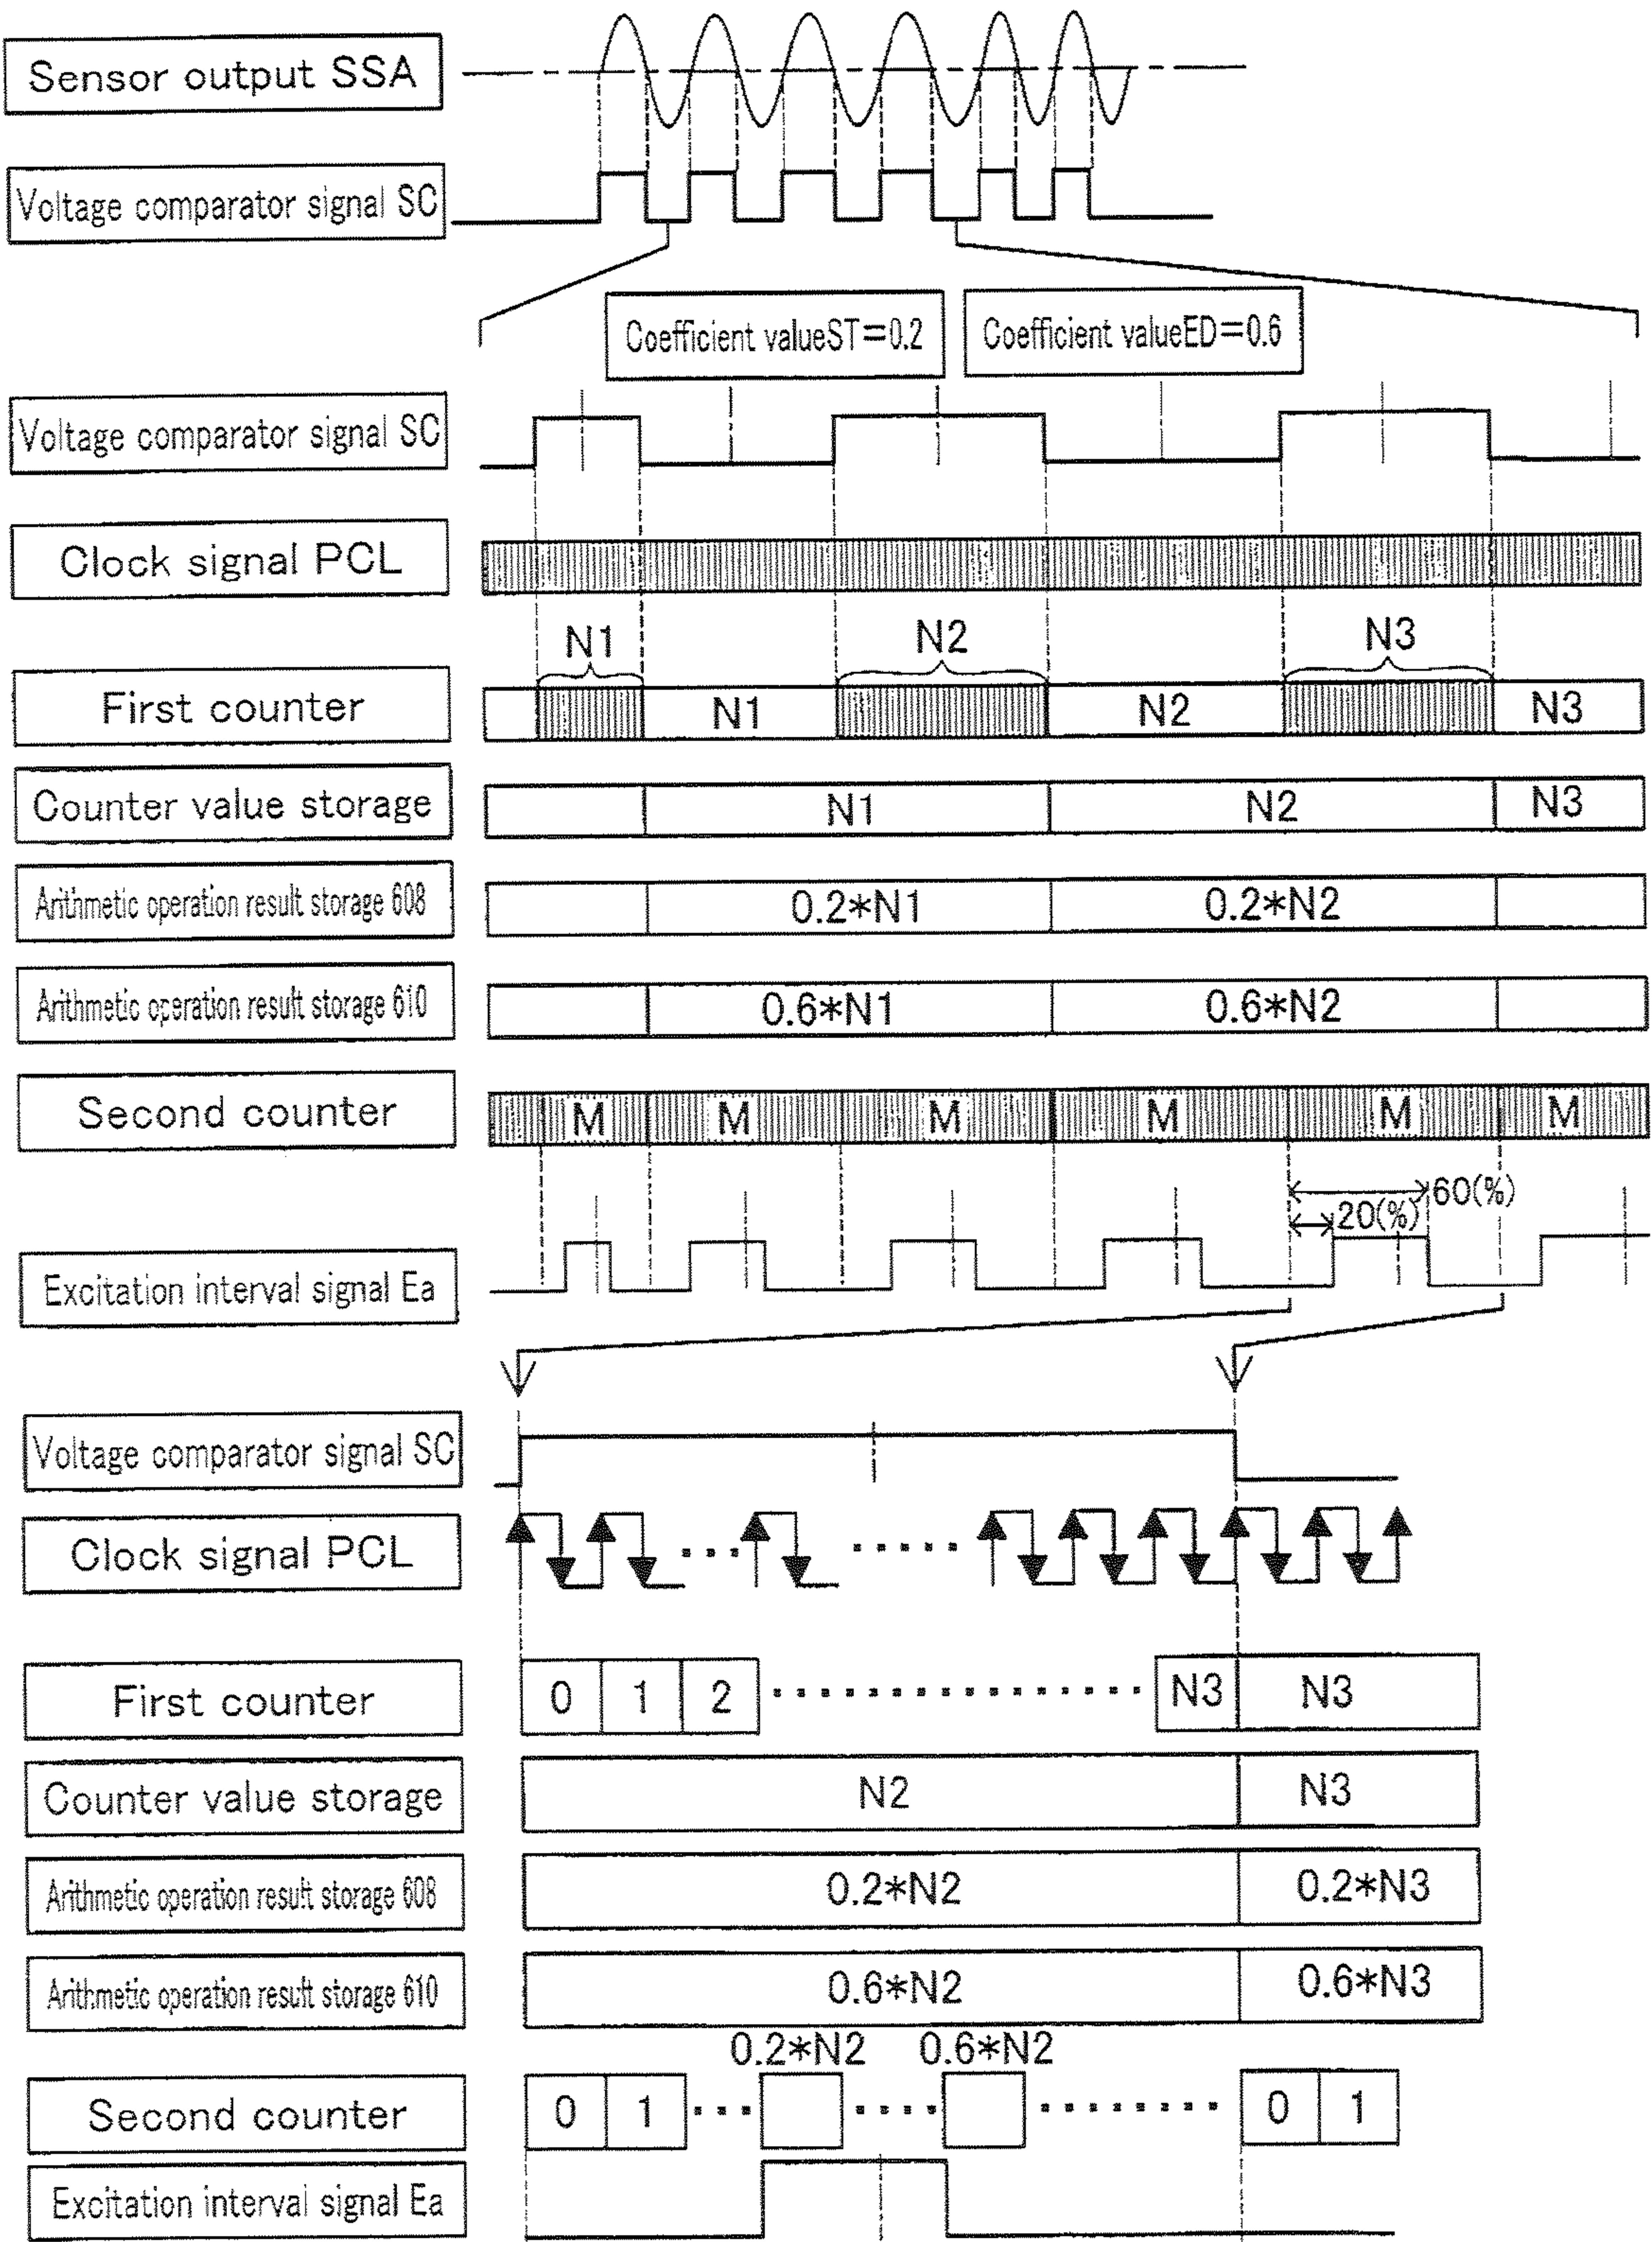 Sensor output SSA
Voltage comparator signal SC
Coefficient valueST=0.2
Coefficient valueED=0.6
Voltage comparator signal SC
Clock signal PCL
N1 N2 N3
First counter
N1 N2 N3
Counter value storage
N1 N2 N3
Arithmetic operation result storage 608
0.2*N1 0.2*N2
Arithmetic operation result storage 610
0.6*N1 0.6*N2
Second counter
M M M M M M
60(%)
20(%)
Excitation interval signal Ea
Voltage comparator signal SC
Clock signal PCL
First counter
0 1 2 N3 N3
Counter value storage
N2 N3
Arithmetic operation result storage 608
0.2*N2 0.2*N3
Arithmetic operation result storage 610
0.6*N2 0.6*N3
0.2*N2 0.6*N2
Second counter
0 1 0 1
Excitation interval signal Ea